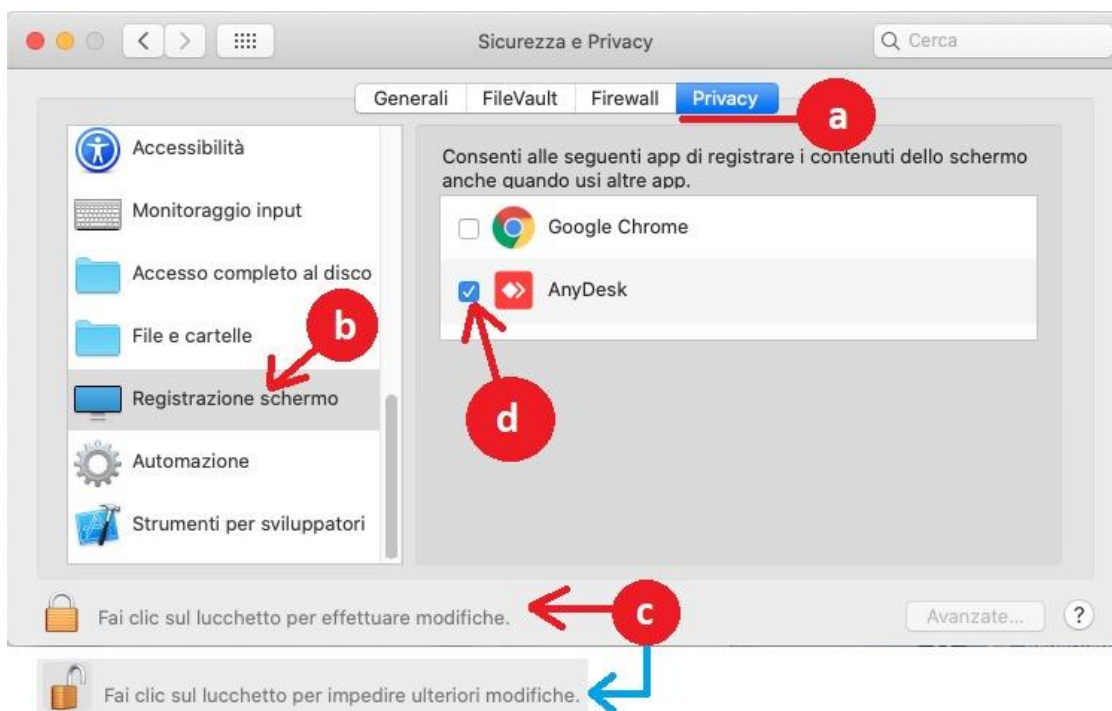 Sicurezza e Privacy
Cerca
Generali FileVault Firewall Privacy
a
Accessibilità
Monitoraggio input
Accesso completo al disco
File e cartelle
b
Registrazione schermo
Automazione
Strumenti per sviluppatori
Consenti alle seguenti app di registrare i contenuti dello schermo
anche quando usi altre app.
Google Chrome
AnyDesk
d
Fai clic sul lucchetto per effettuare modifiche.
c
Avanzate...
?
Fai clic sul lucchetto per impedire ulteriori modifiche.